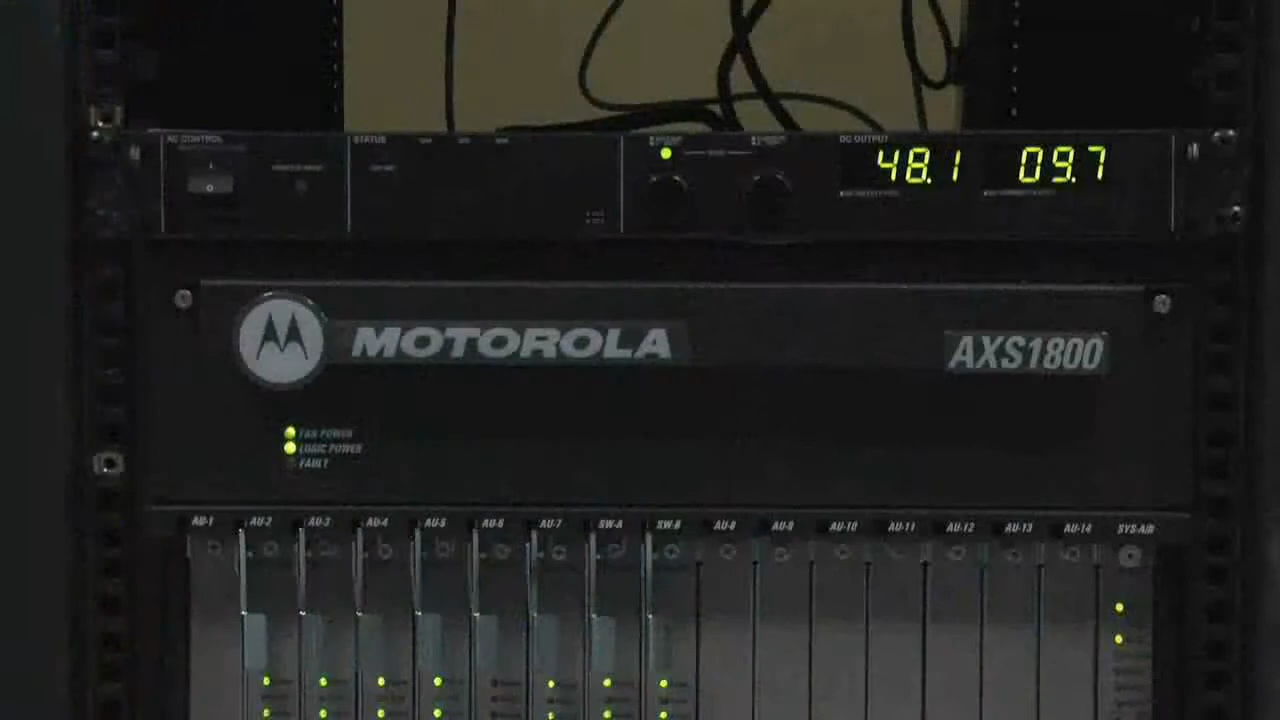 AC CONTROL
STATUS
DC OUTPUT
48.1 09.7
MOTOROLA
AXS1800
FAN POWER
LOGIC POWER
FAULT
AU-1 AU-2 AU-3 AU-4 AU-5 AU-6 AU-7 SW-A SW-B AU-8 AU-9 AU-10 AU-11 AU-12 AU-13 AU-14 SYS-A/B